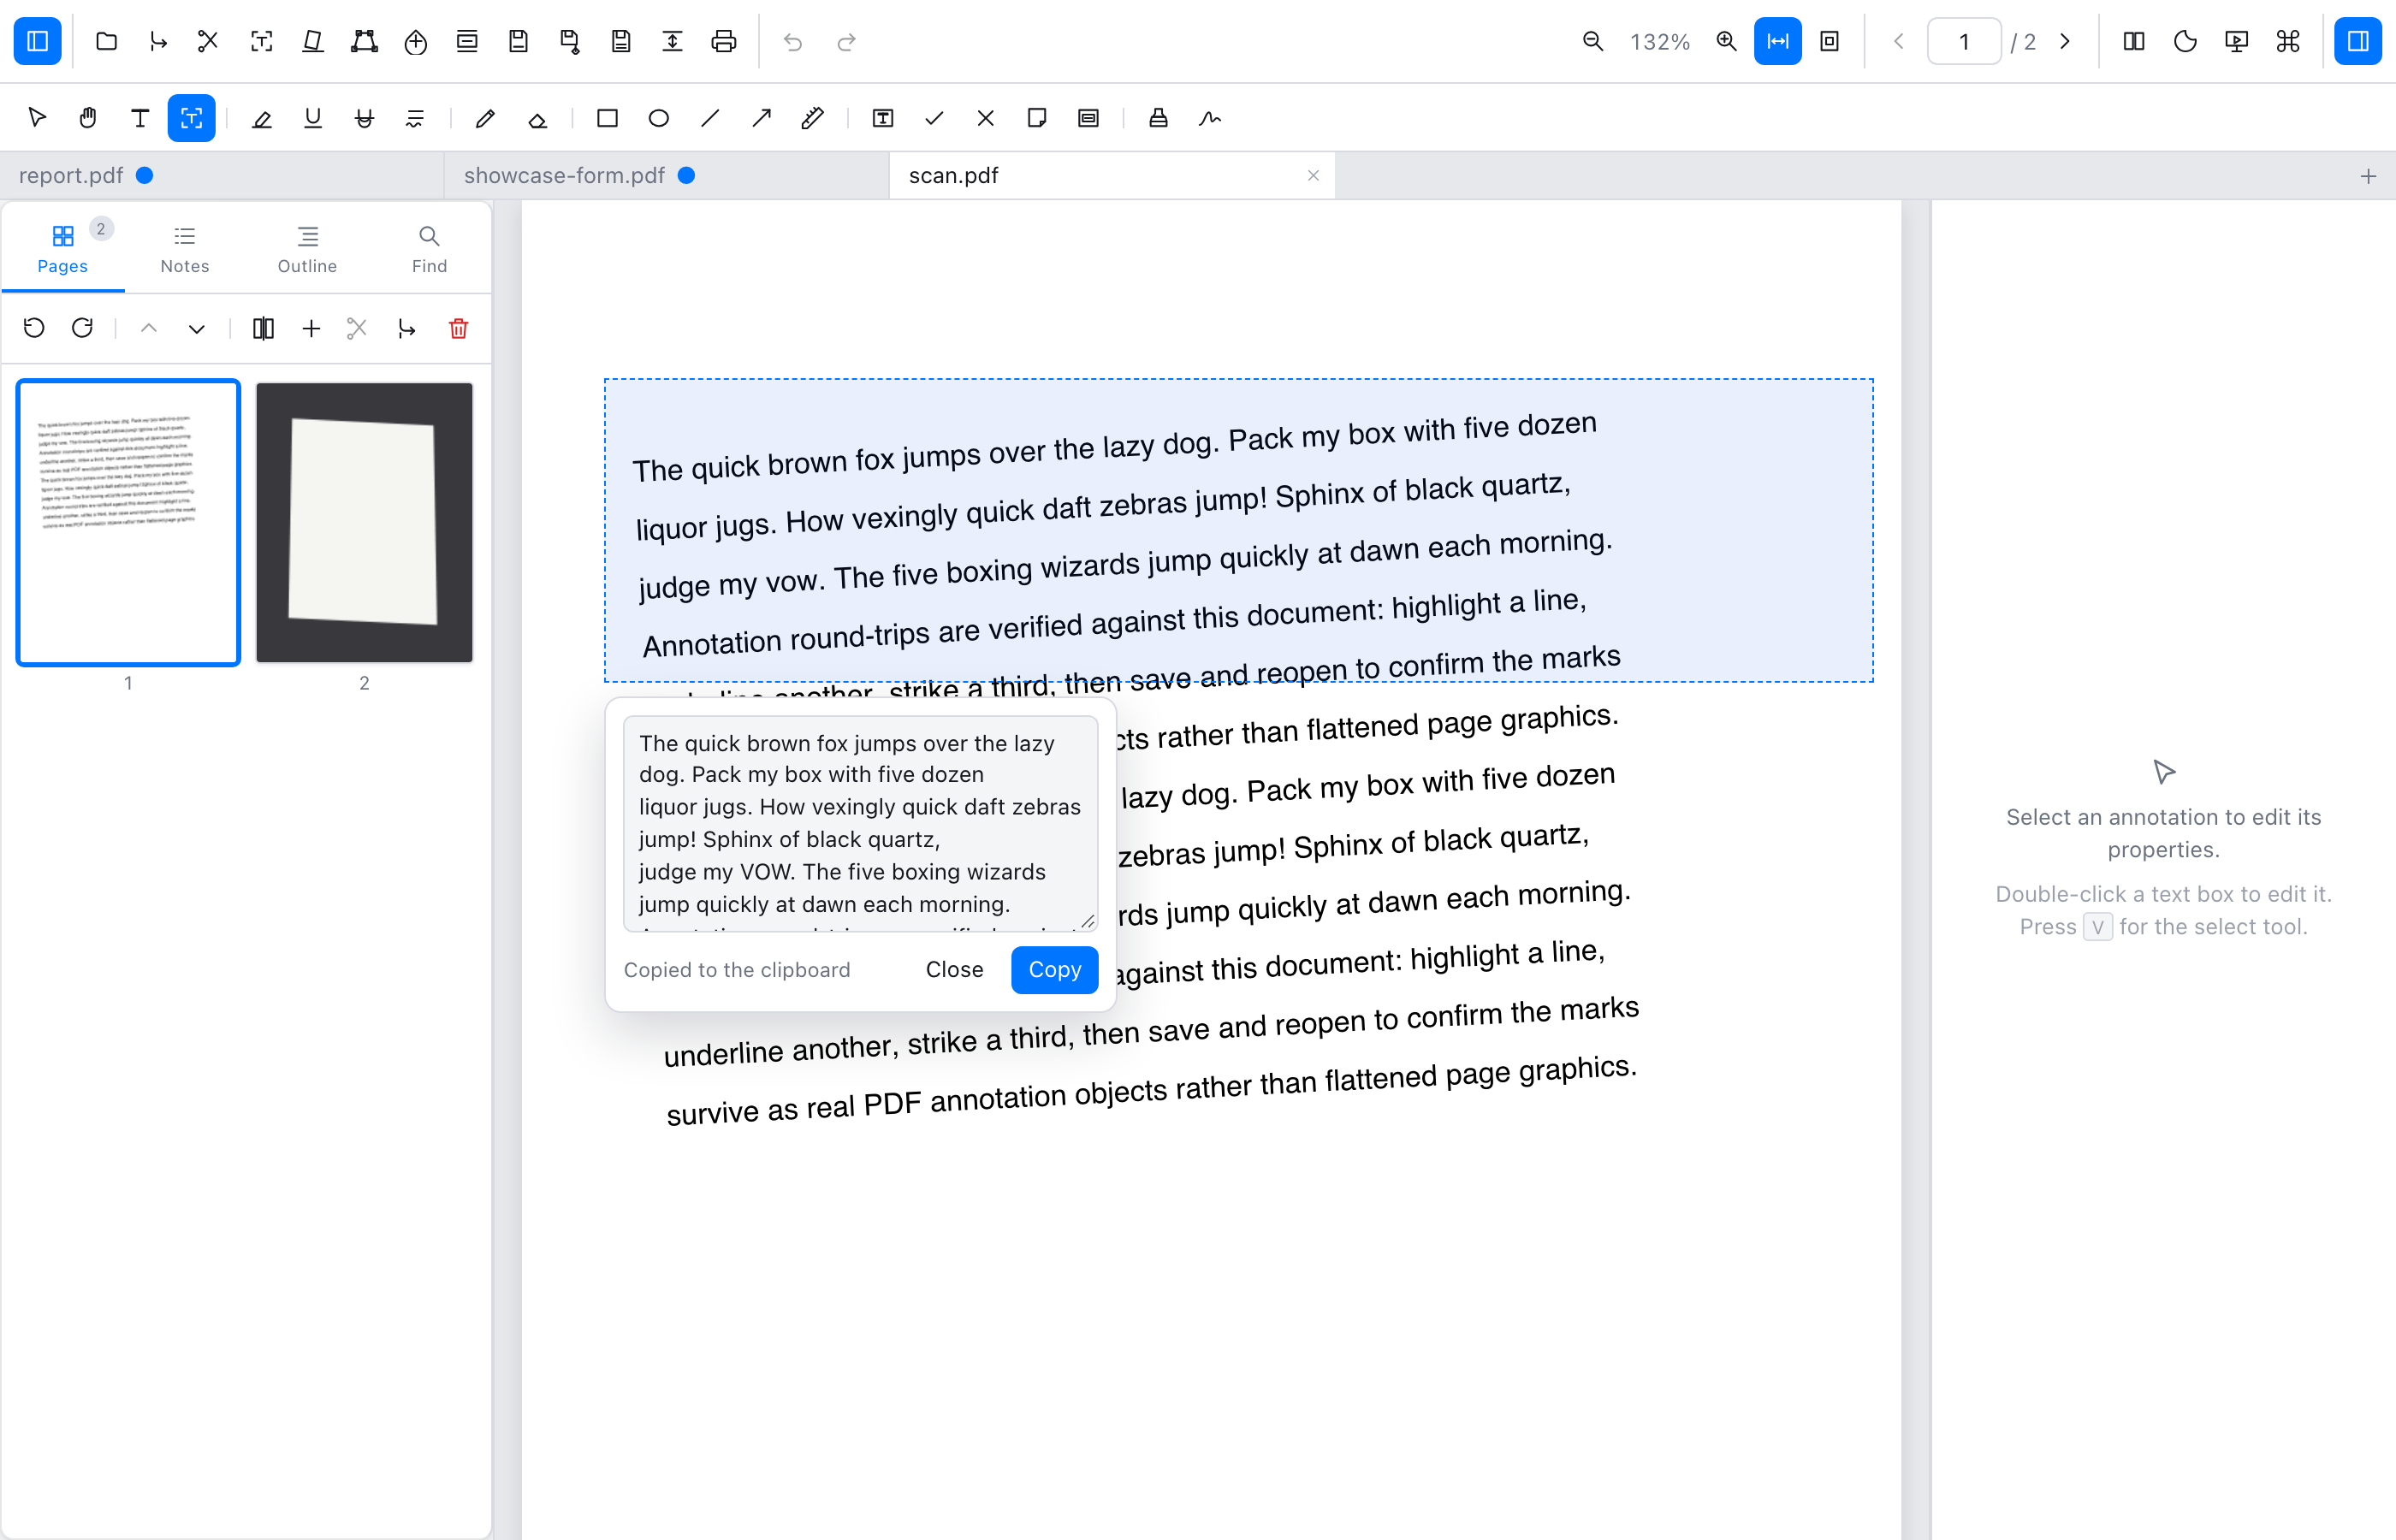 132%
1 / 2
report.pdf
showcase-form.pdf
scan.pdf
2
Pages
Notes
Outline
Find
1
2
The quick brown fox jumps over the lazy dog. Pack my box with five dozen
liquor jugs. How vexingly quick daft zebras jump! Sphinx of black quartz,
judge my vow. The five boxing wizards jump quickly at dawn each morning.
Annotation round-trips are verified against this document: highlight a line,
another, strike a third, then save and reopen to confirm the marks
rather than flattened page graphics.
lazy dog. Pack my box with five dozen
zebras jump! Sphinx of black quartz,
jump quickly at dawn each morning.
against this document: highlight a line,
underline another, strike a third, then save and reopen to confirm the marks
survive as real PDF annotation objects rather than flattened page graphics.
The quick brown fox jumps over the lazy
dog. Pack my box with five dozen
liquor jugs. How vexingly quick daft zebras
jump! Sphinx of black quartz,
judge my VOW. The five boxing wizards
jump quickly at dawn each morning.
Copied to the clipboard
Close
Copy
Select an annotation to edit its
properties.
Double-click a text box to edit it.
Press V for the select tool.